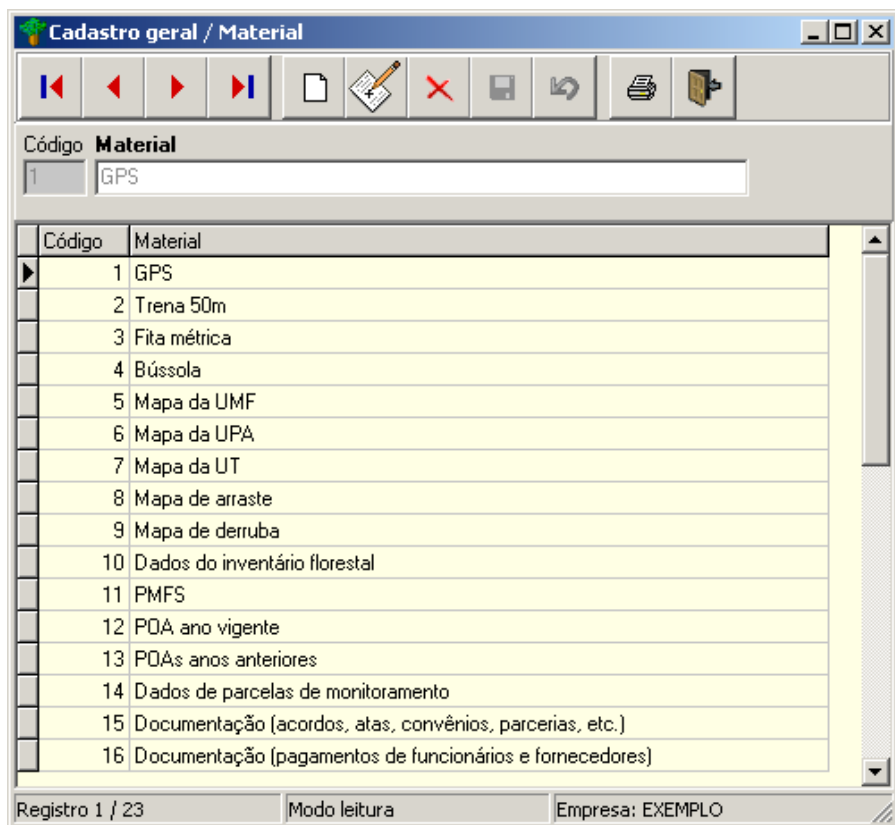 Cadastro geral / Material
Código Material
1 GPS
Código Material
1 GPS
2 Trena 50m
3 Fita métrica
4 Bússola
5 Mapa da UMF
6 Mapa da UPA
7 Mapa da UT
8 Mapa de arraste
9 Mapa de derruba
10 Dados do inventário florestal
11 PMFS
12 POA ano vigente
13 POAs anos anteriores
14 Dados de parcelas de monitoramento
15 Documentação (acordos, atas, convênios, parcerias, etc.)
16 Documentação (pagamentos de funcionários e fornecedores)
Registro 1 / 23 Modo leitura Empresa: EXEMPLO